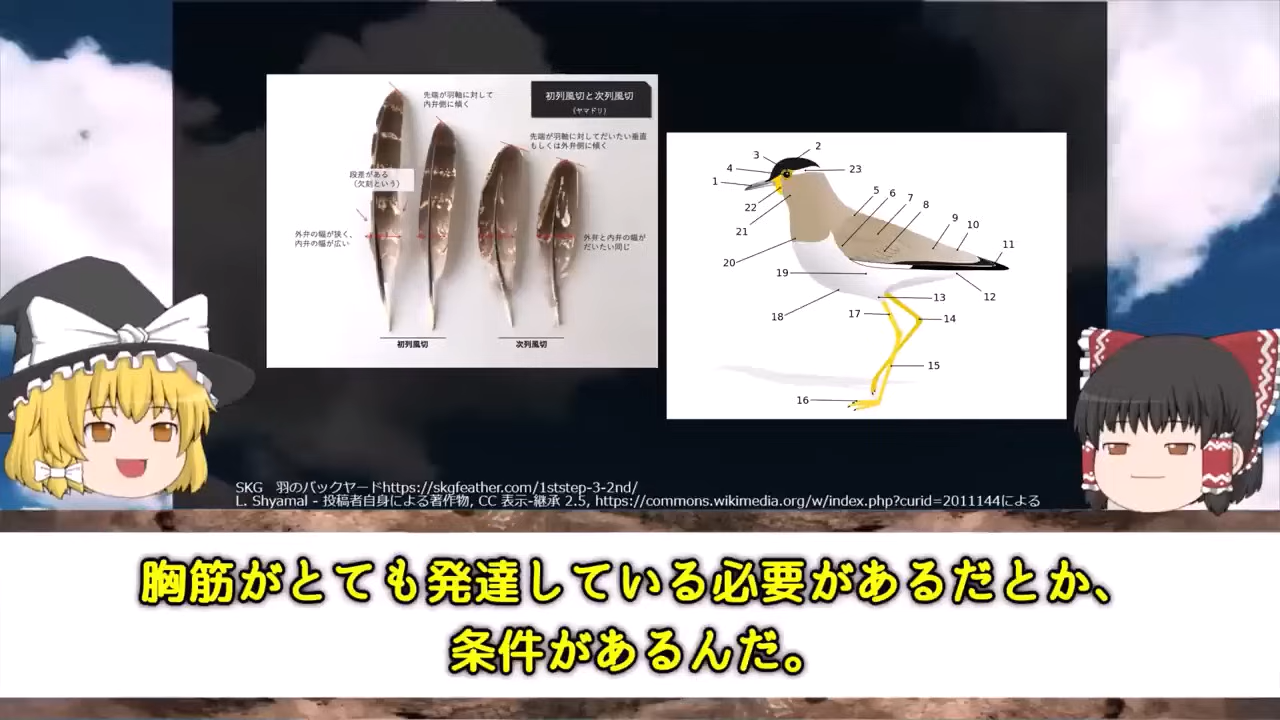 初列風切と次列風切
(ヤマドリ)
先端が羽軸に対して
内弁側に傾く
先端が羽軸に対してだいたい垂直
もしくは外弁側に傾く
段差がある
(欠刻という)
外弁の幅が狭く、
内弁の幅が広い
外弁と内弁の幅が
だいたい同じ
初列風切
次列風切
2
3
4
23
1
5
6
7
8
22
9
10
21
11
20
19
12
13
18
17
14
15
16
SKG 羽のバックヤードhttps://skgfeather.com/1ststep-3-2nd/
L. Shyamal - 投稿者自身による著作物, CC 表示-継承 2.5, https://commons.wikimedia.org/w/index.php?curid=2011144による
胸筋がとても発達している必要があるだとか、
条件があるんだ。